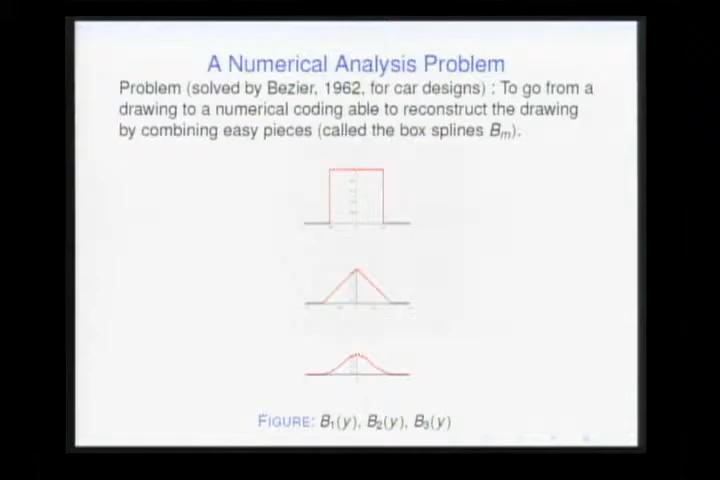 A Numerical Analysis Problem
Problem (solved by Bezier, 1962, for car designs) : To go from a
drawing to a numerical coding able to reconstruct the drawing
by combining easy pieces (called the box splines Bₘ).
FIGURE: B₁(y), B₂(y), B₃(y)